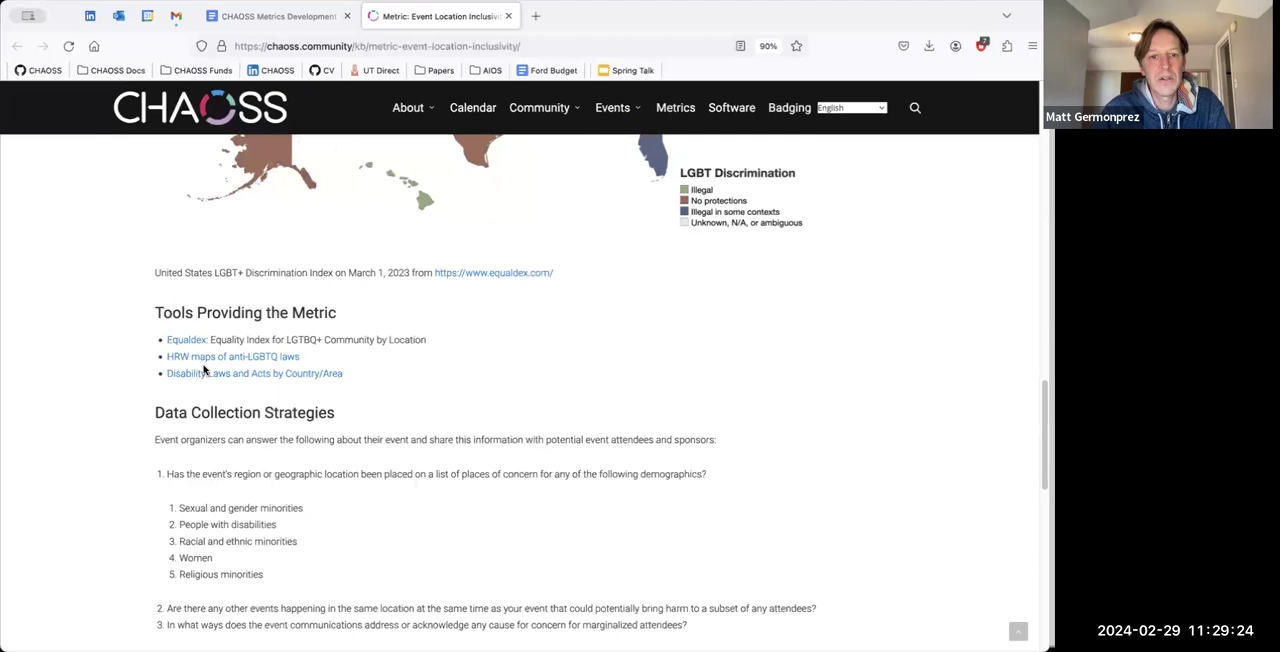 CHAOSS Metrics Development
Metric: Event Location Inclusivi
https://chaoss.community/kb/metric-event-location-inclusivity/
90%
7
CHAOSS
CHAOSS Docs
CHAOSS Funds
CHAOSS
CV
UT Direct
Papers
AIOS
Ford Budget
Spring Talk
Matt Germonprez
CHAOSS
About
Calendar
Community
Events
Metrics
Software
Badging
English
LGBT Discrimination
Illegal
No protections
Illegal in some contexts
Unknown, N/A, or ambiguous
United States LGBT+ Discrimination Index on March 1, 2023 from https://www.equaldex.com/
Tools Providing the Metric
• Equaldex: Equality Index for LGTBQ+ Community by Location
• HRW maps of anti-LGBTQ laws
• Disability Laws and Acts by Country/Area
Data Collection Strategies
Event organizers can answer the following about their event and share this information with potential event attendees and sponsors:
1. Has the event's region or geographic location been placed on a list of places of concern for any of the following demographics?
1. Sexual and gender minorities
2. People with disabilities
3. Racial and ethnic minorities
4. Women
5. Religious minorities
2. Are there any other events happening in the same location at the same time as your event that could potentially bring harm to a subset of any attendees?
3. In what ways does the event communications address or acknowledge any cause for concern for marginalized attendees?
2024-02-29 11:29:24